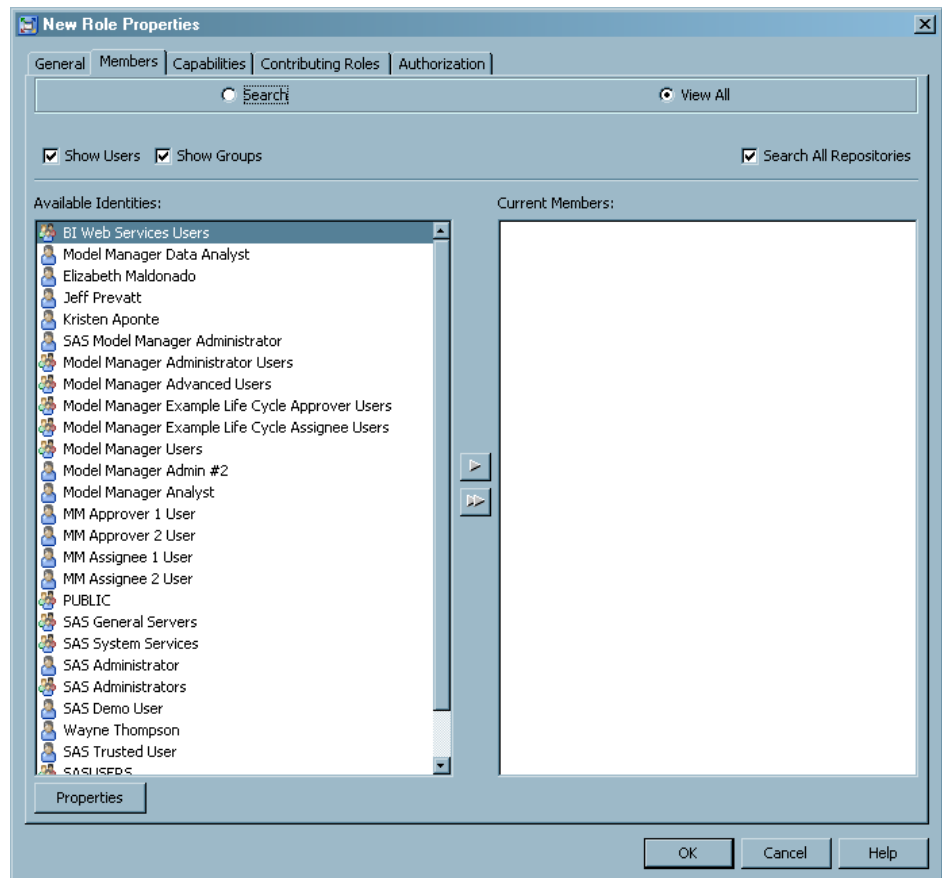 New Role Properties
General Members Capabilities Contributing Roles Authorization
Search View All
Show Users Show Groups Search All Repositories
Available Identities: Current Members:
BI Web Services Users
Model Manager Data Analyst
Elizabeth Maldonado
Jeff Prevatt
Kristen Aponte
SAS Model Manager Administrator
Model Manager Administrator Users
Model Manager Advanced Users
Model Manager Example Life Cycle Approver Users
Model Manager Example Life Cycle Assignee Users
Model Manager Users
Model Manager Admin #2
Model Manager Analyst
MM Approver 1 User
MM Approver 2 User
MM Assignee 1 User
MM Assignee 2 User
PUBLIC
SAS General Servers
SAS System Services
SAS Administrator
SAS Administrators
SAS Demo User
Wayne Thompson
SAS Trusted User
SASUSERS
Properties
OK Cancel Help